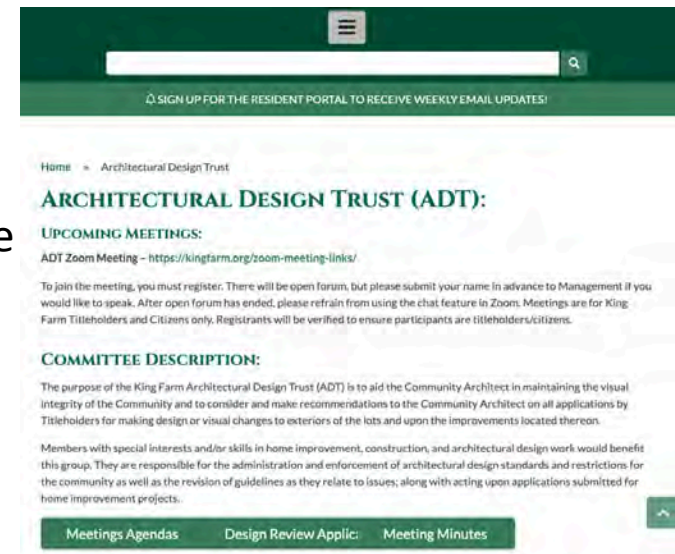 SIGN UP FOR THE RESIDENT PORTAL TO RECEIVE WEEKLY EMAIL UPDATES!
Home » Architectural Design Trust
ARCHITECTURAL DESIGN TRUST (ADT):
e
UPCOMING MEETINGS:
ADT Zoom Meeting – https://kingfarm.org/zoom-meeting-links/
To join the meeting, you must register. There will be open forum, but please submit your name in advance to Management if you
would like to speak. After open forum has ended, please refrain from using the chat feature in Zoom. Meetings are for King
Farm Titleholders and Citizens only. Registrants will be verified to ensure participants are titleholders/citizens.
COMMITTEE DESCRIPTION:
The purpose of the King Farm Architectural Design Trust (ADT) is to aid the Community Architect in maintaining the visual
integrity of the Community and to consider and make recommendations to the Community Architect on all applications by
Titleholders for making design or visual changes to exteriors of the lots and upon the improvements located thereon.
Members with special interests and/or skills in home improvement, construction, and architectural design work would benefit
this group. They are responsible for the administration and enforcement of architectural design standards and restrictions for
the community as well as the revision of guidelines as they relate to issues; along with acting upon applications submitted for
home improvement projects.
Meetings Agendas Design Review Applic: Meeting Minutes